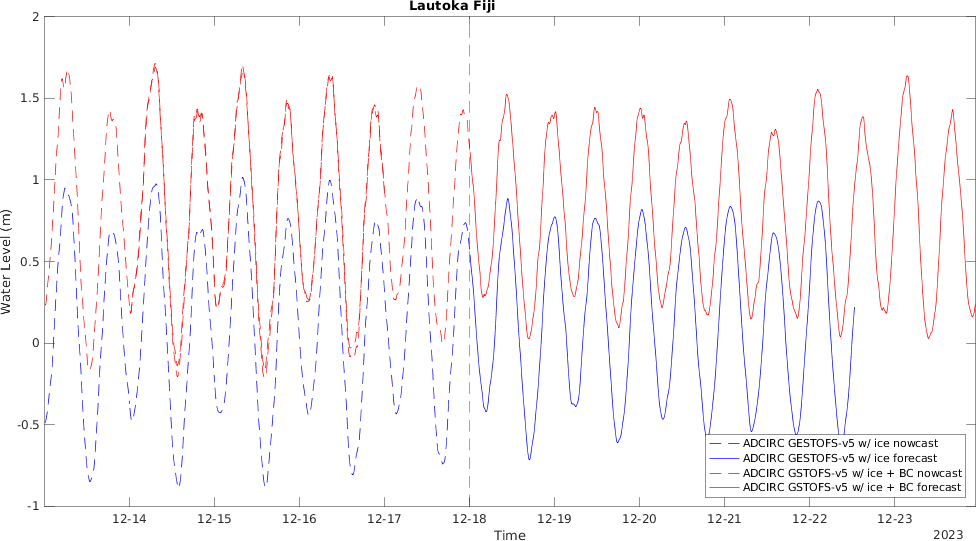 Lautoka Fiji
2
1.5
1
0.5
0
-0.5
-1
Water Level (m)
12-14
12-15
12-16
12-17
12-18
12-19
12-20
12-21
12-22
12-23
Time
2023
ADCIRC GESTOFS-v5 w/ ice nowcast
ADCIRC GESTOFS-v5 w/ ice forecast
ADCIRC GSTOFS-v5 w/ ice + BC nowcast
ADCIRC GSTOFS-v5 w/ ice + BC forecast